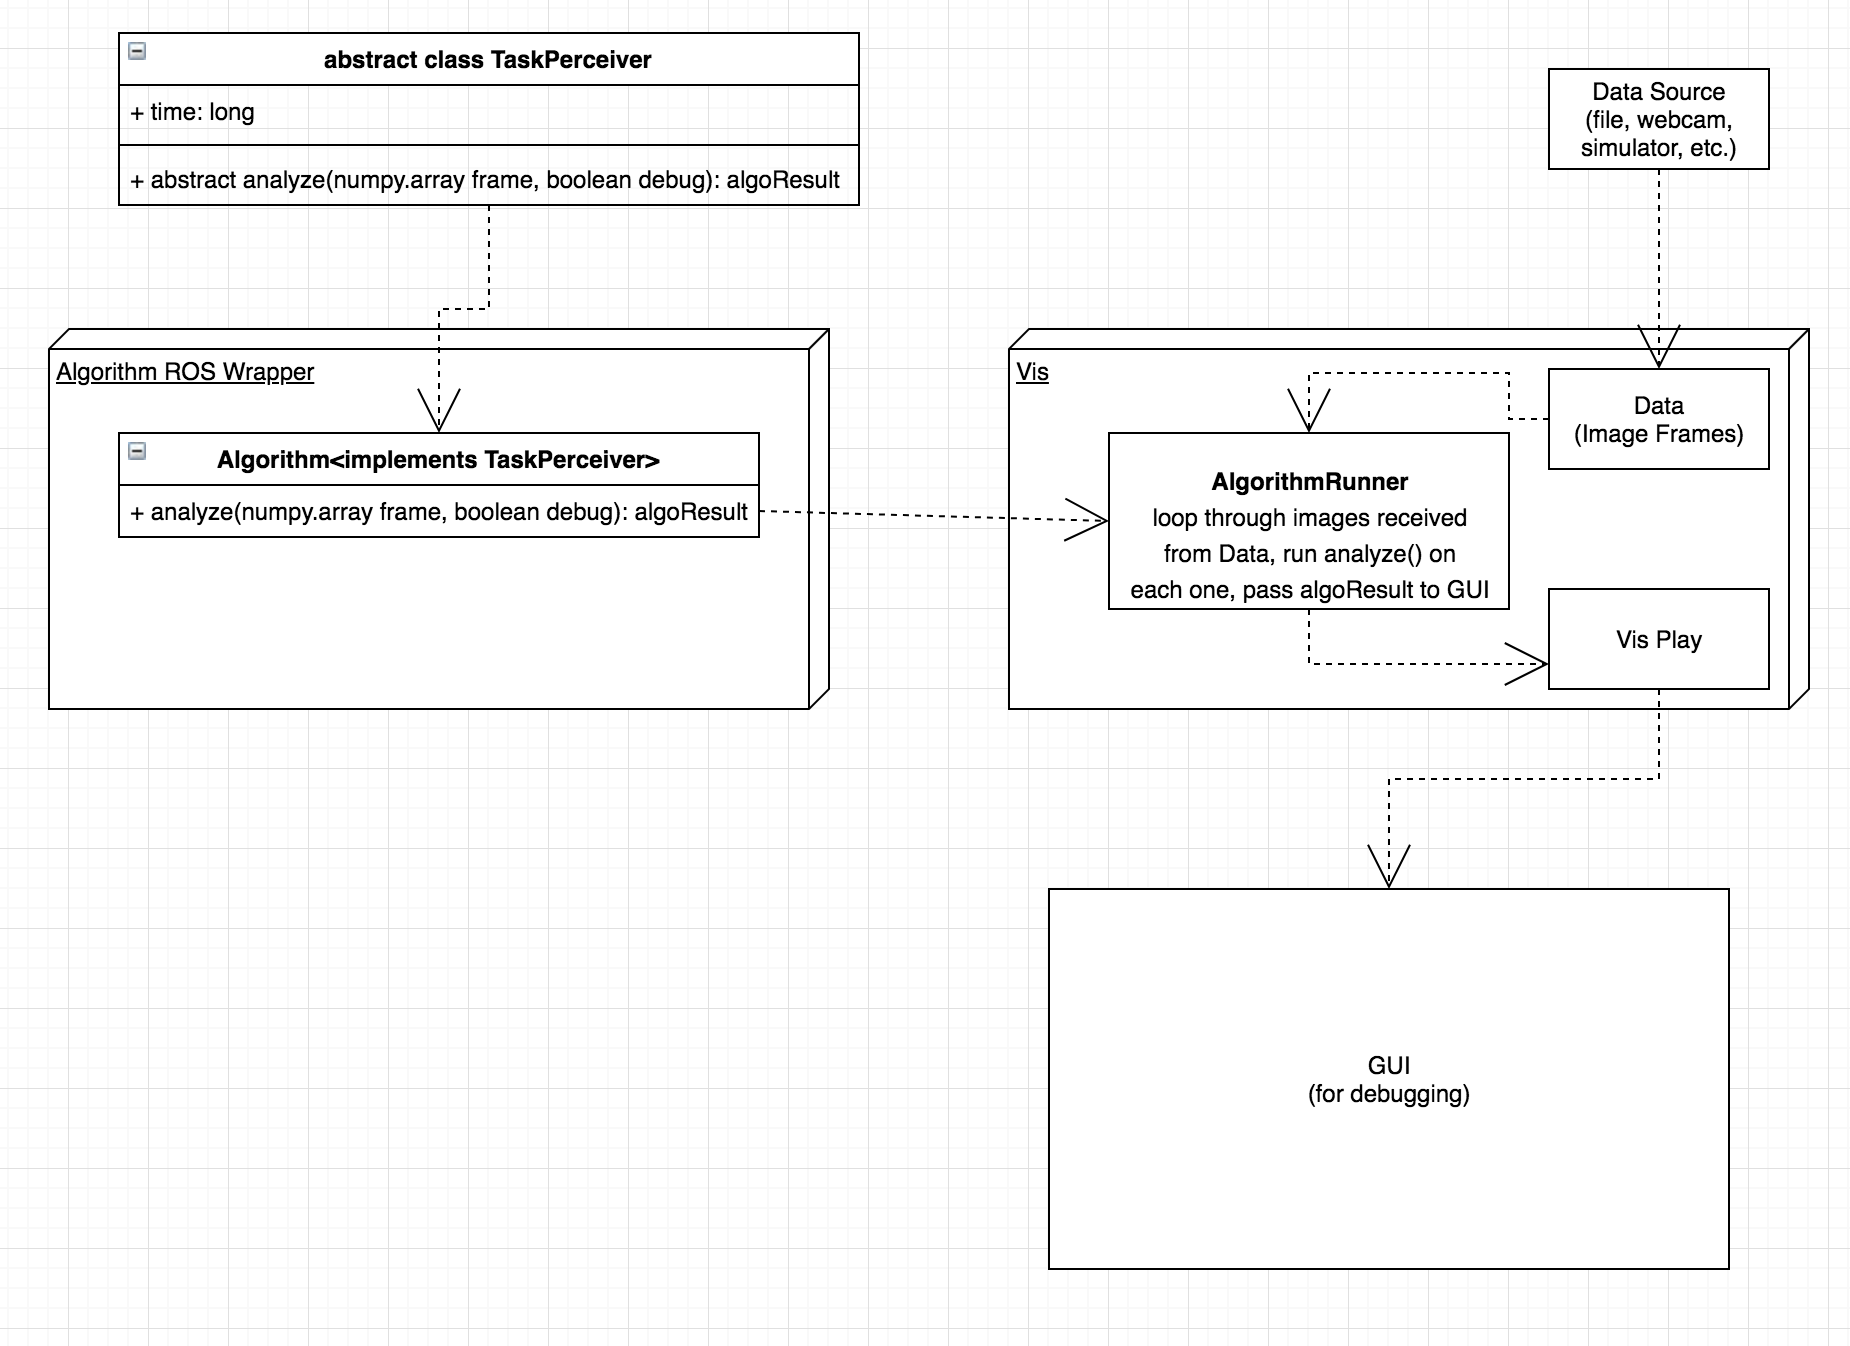 abstract class TaskPerceiver
+ time: long
+ abstract analyze(numpy.array frame, boolean debug): algoResult
Data Source
(file, webcam,
simulator, etc.)
Algorithm ROS Wrapper
Algorithm<implements TaskPerceiver>
+ analyze(numpy.array frame, boolean debug): algoResult
Vis
Data
(Image Frames)
AlgorithmRunner
loop through images received
from Data, run analyze() on
each one, pass algoResult to GUI
Vis Play
GUI
(for debugging)